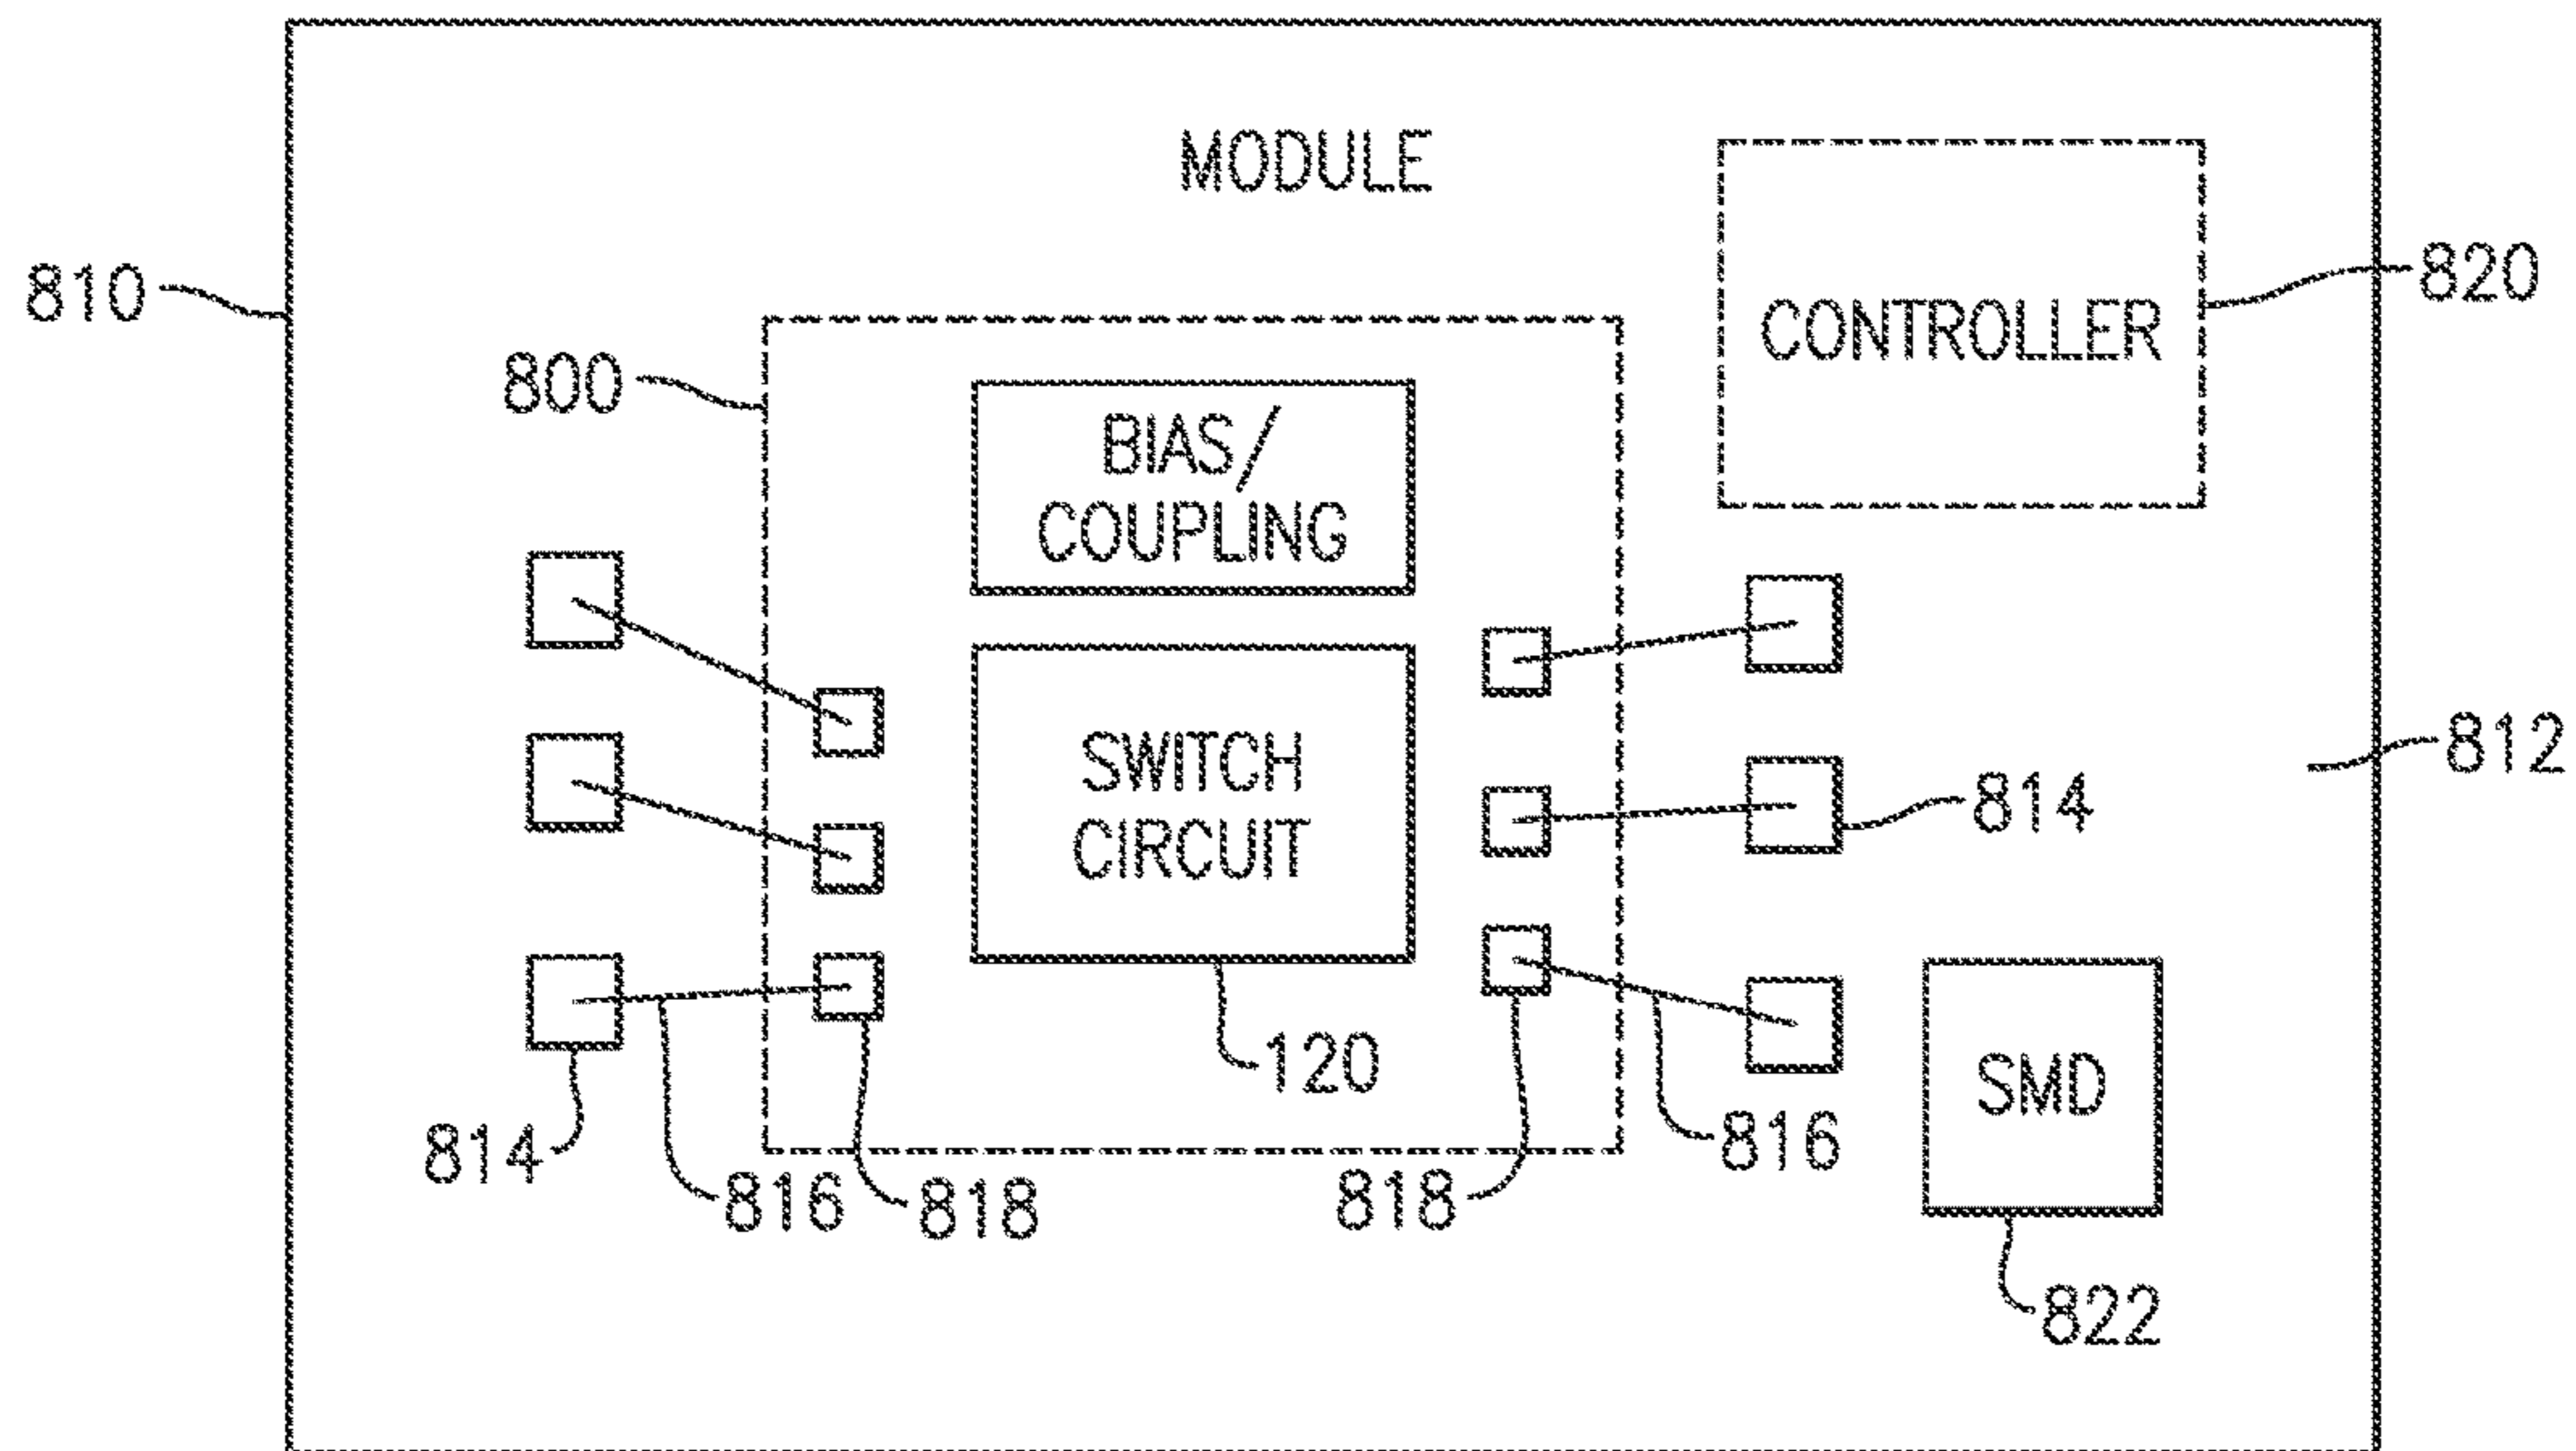 MODULE
810
820
CONTROLLER
800
BIAS/
COUPLING
812
SWITCH
CIRCUIT
814
120
SMD
814
816
816
818
818
822